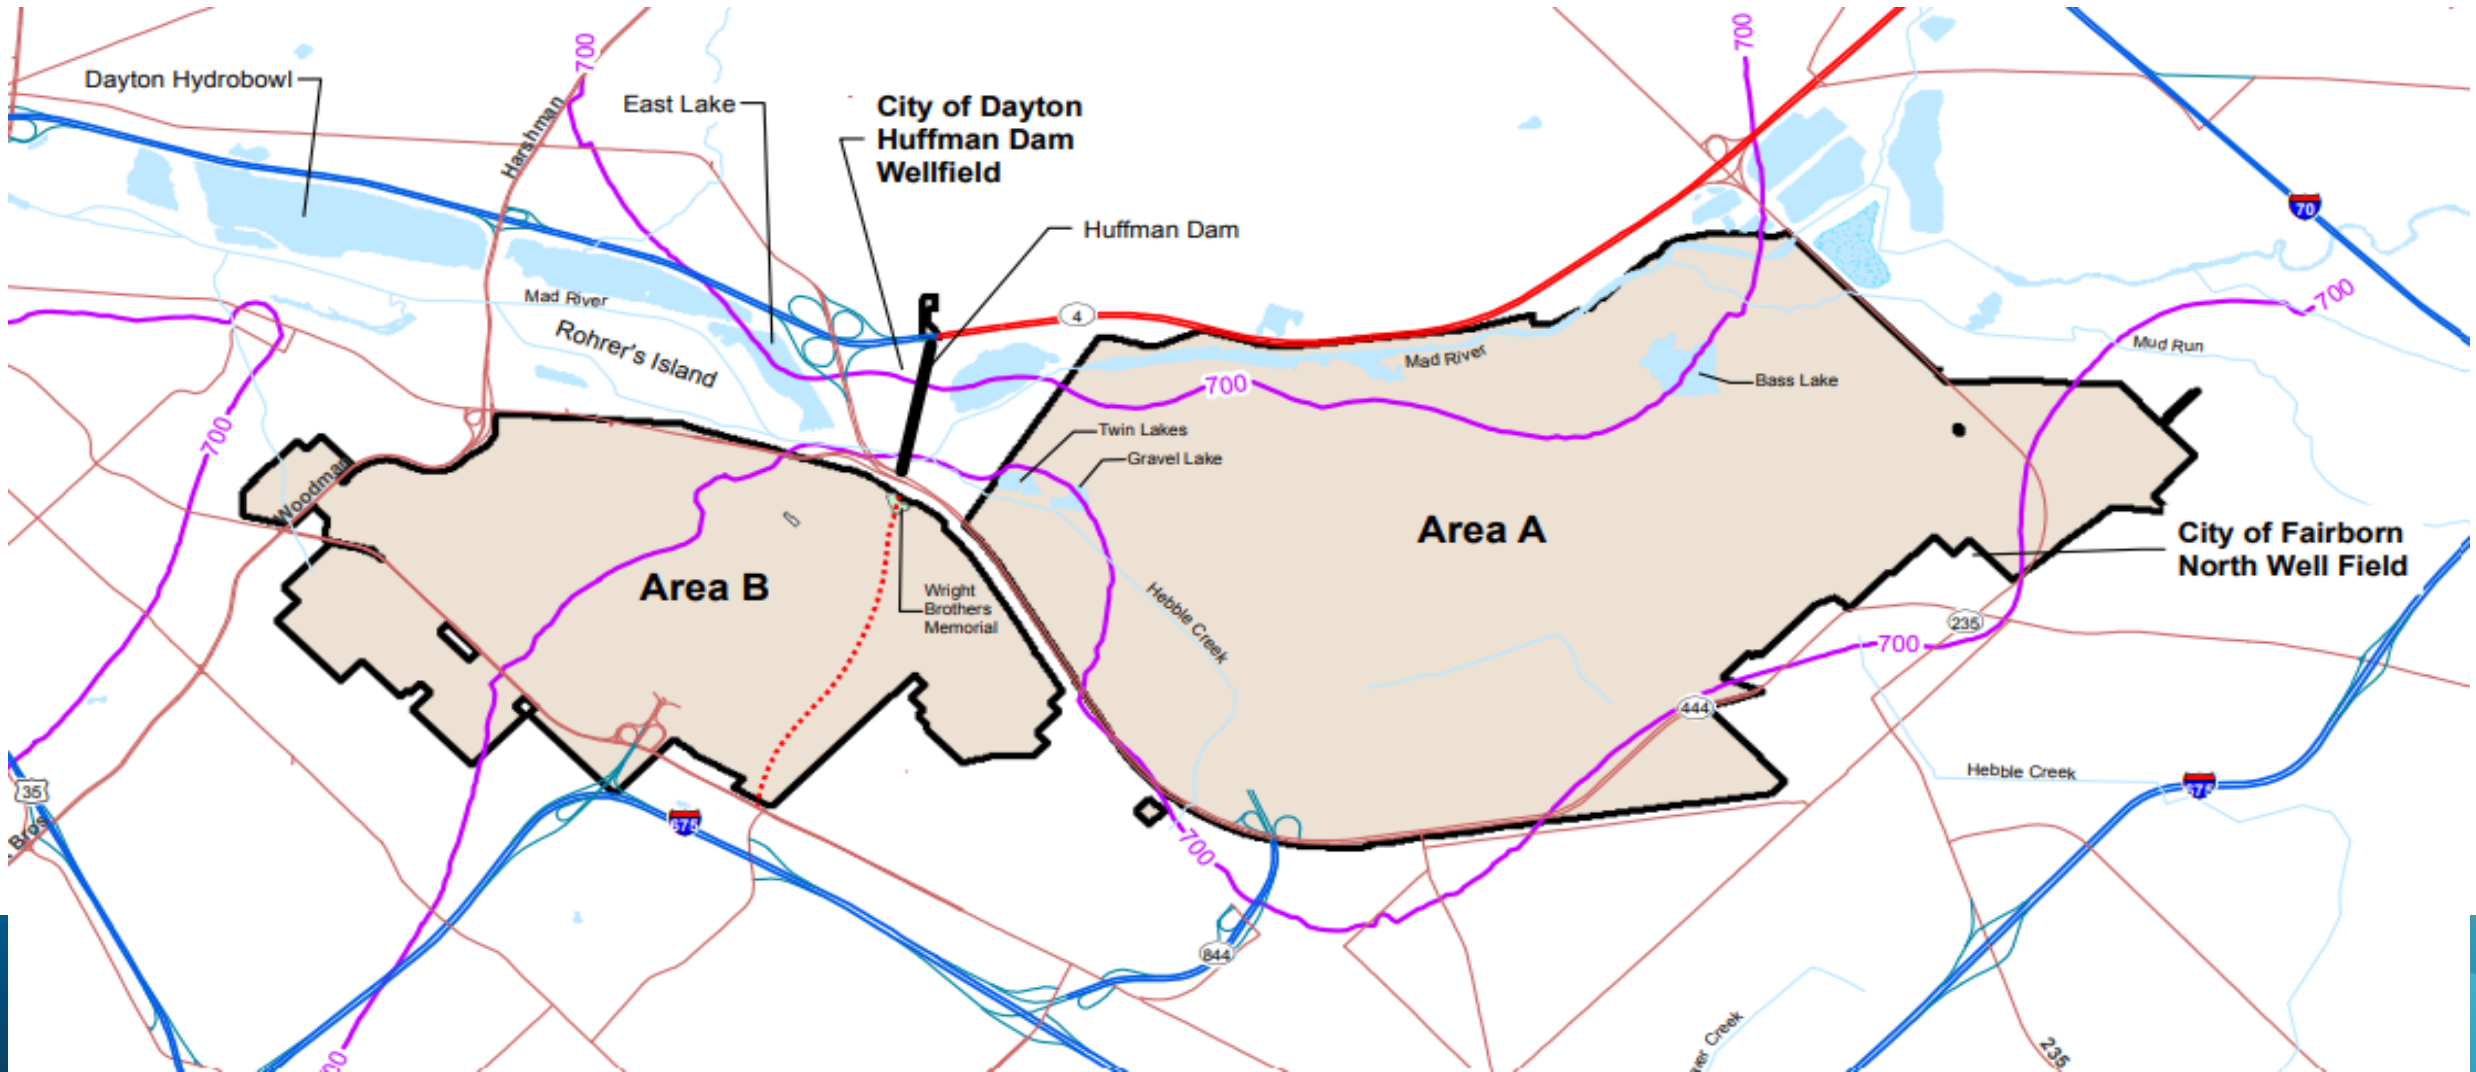 Dayton Hydrobowl
700
Harshman
East Lake
City of Dayton
Huffman Dam
Wellfield
Huffman Dam
700
70
Mad River
Rohrer's Island
4
Mad River
Bass Lake
700
700
Mud Run
700
Twin Lakes
Gravel Lake
Woodman
Area A
City of Fairborn
North Well Field
Area B
Wright
Brothers
Memorial
Hebble Creek
235
700
444
Hebble Creek
675
35
Bros
675
700
844
Creek
235